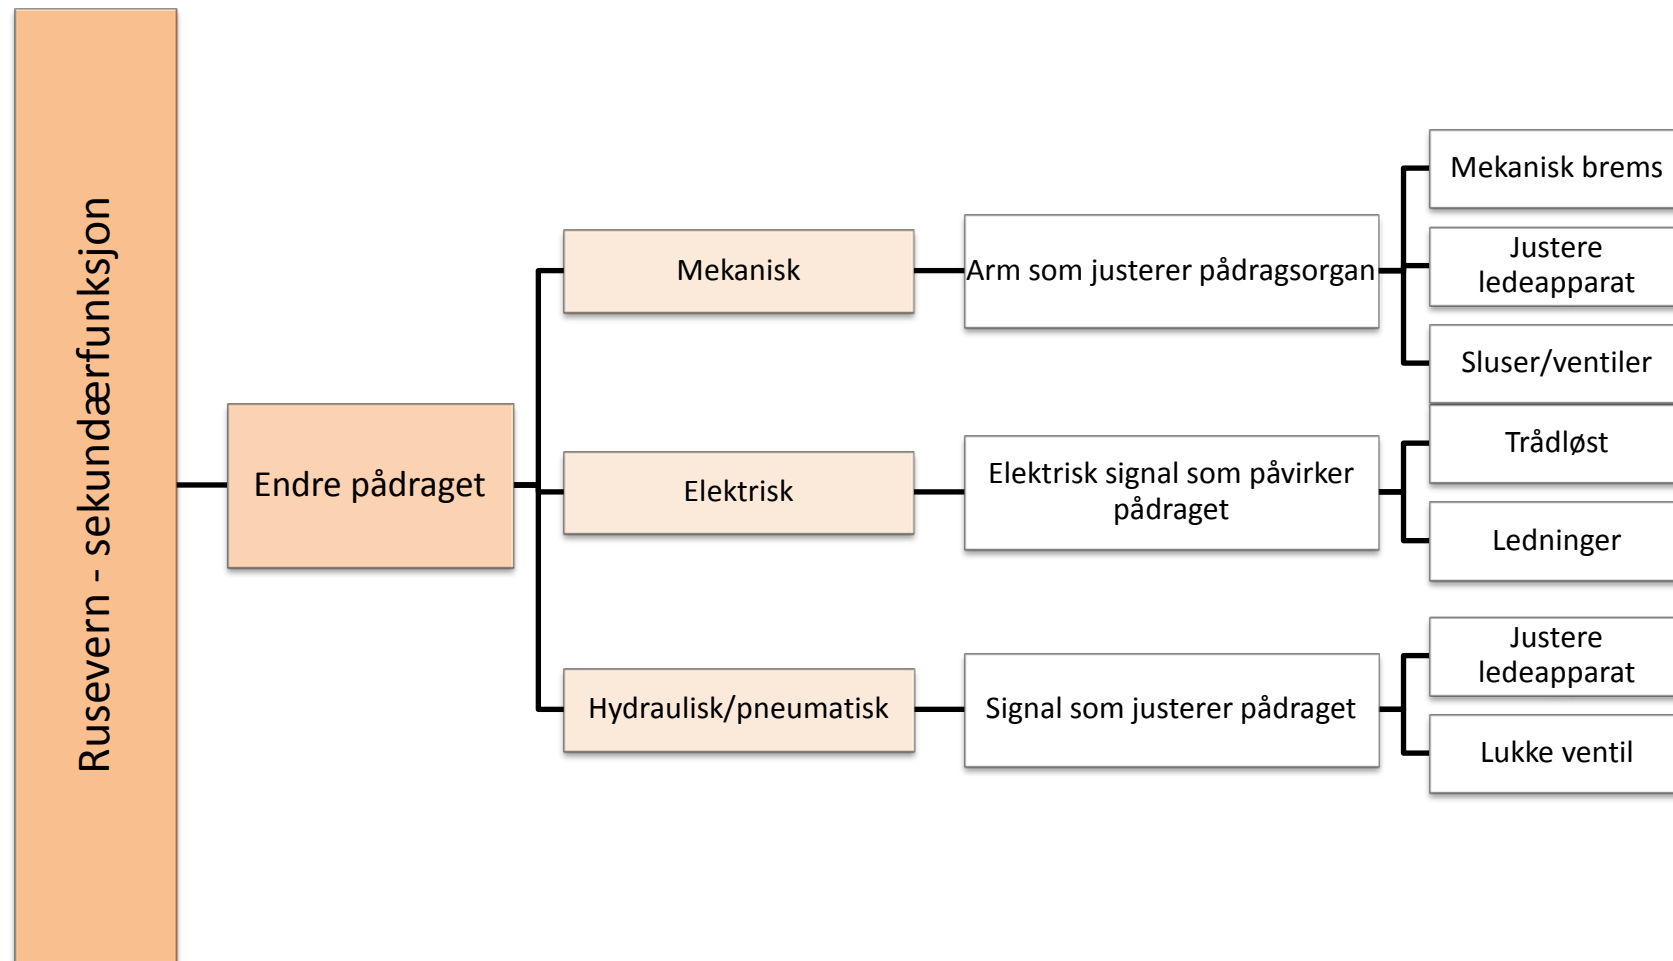 Rusevern - sekundærfunksjon
Endre pådraget
Mekanisk
Arm som justerer pådragsorgan
Mekanisk brems
Justere
ledeapparat
Sluser/ventiler
Elektrisk
Elektrisk signal som påvirker
pådraget
Trådløst
Ledninger
Hydraulisk/pneumatisk
Signal som justerer pådraget
Justere
ledeapparat
Lukke ventil